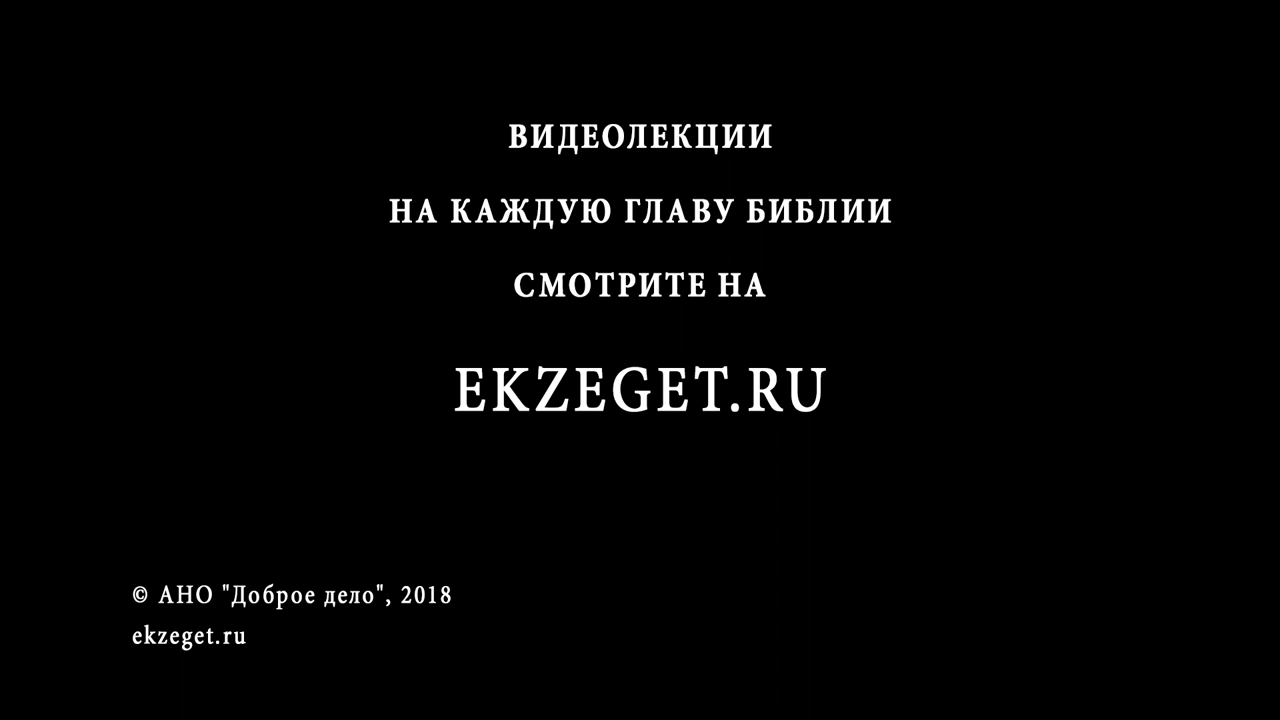 ВИДЕОЛЕКЦИИ
НА КАЖДУЮ ГЛАВУ БИБЛИИ
СМОТРИТЕ НА
EKZEGET.RU
© АНО "Доброе дело", 2018
ekzeget.ru